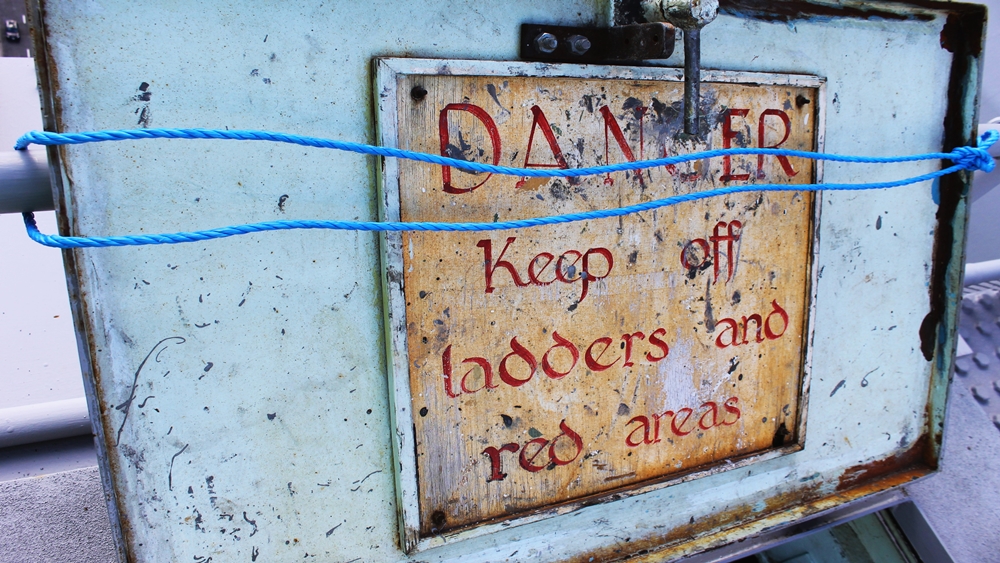 DANGER
Keep off
ladders and
red areas